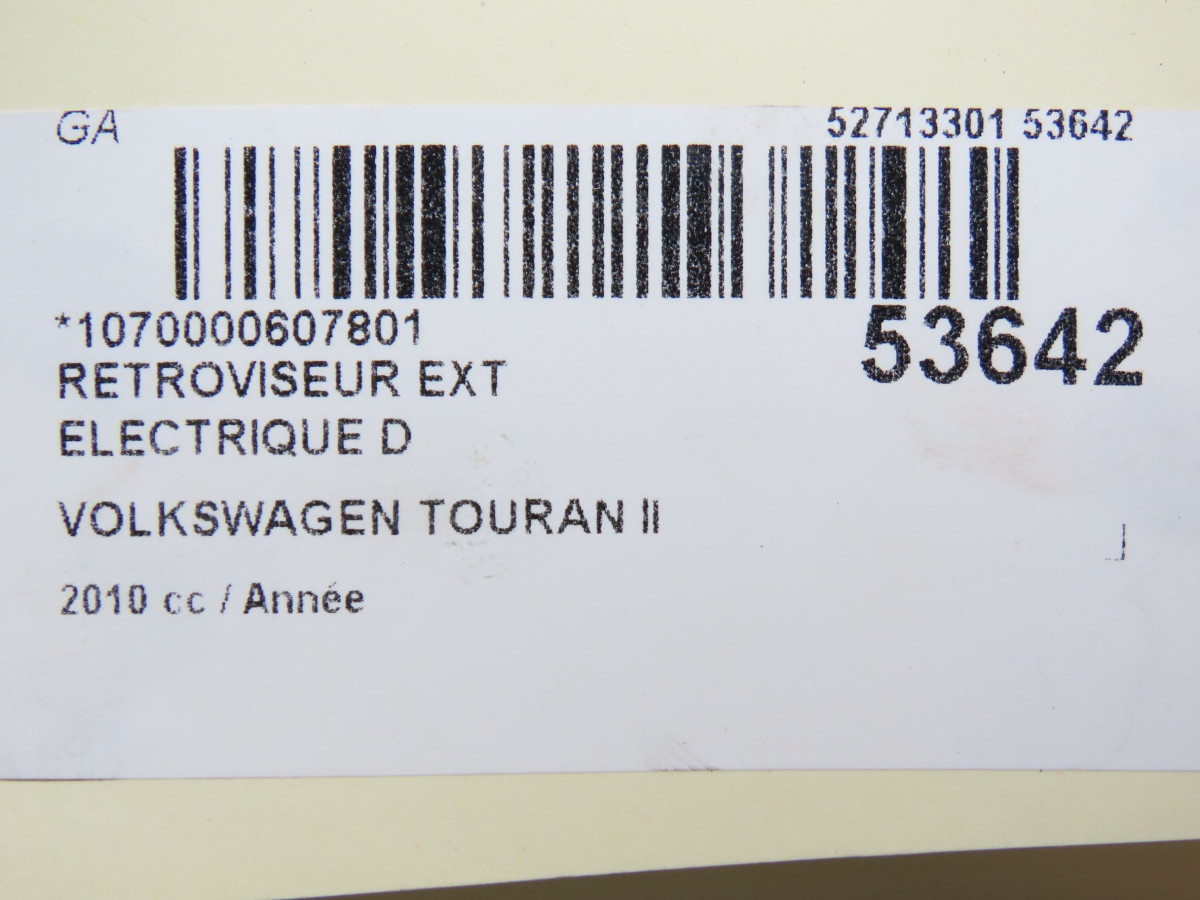 GA 52713301 53642
*1070000607801 53642
RETROVISEUR EXT
ELECTRIQUE D
VOLKSWAGEN TOURAN II
2010 cc / Année